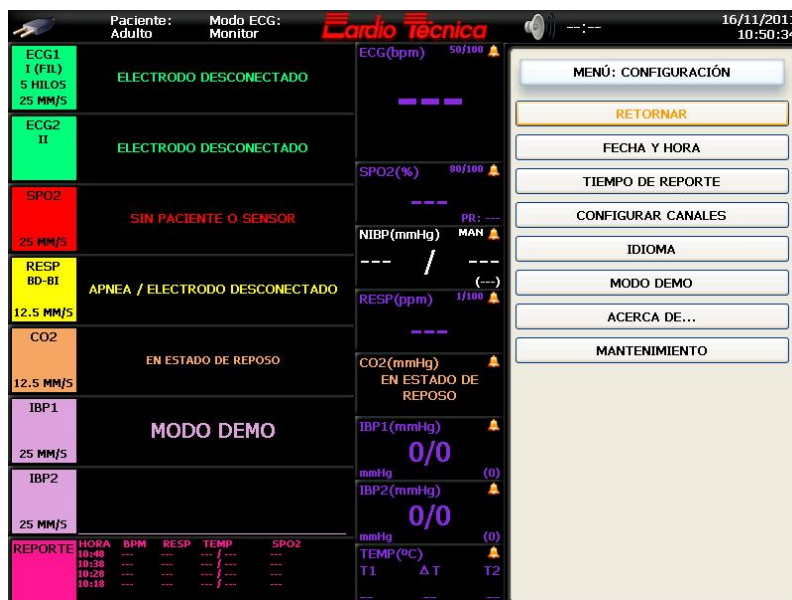 Paciente:
Adulto
Modo ECG:
Monitor
Cardio Técnica
--:--
16/11/2011
10:50:34
ECG1
I (FIL)
5 HILOS
25 MM/S
ELECTRODO DESCONECTADO
ECG2
II
ELECTRODO DESCONECTADO
SPO2
25 MM/S
SIN PACIENTE O SENSOR
RESP
BD-BI
12.5 MM/S
APNEA / ELECTRODO DESCONECTADO
CO2
12.5 MM/S
EN ESTADO DE REPOSO
IBP1
25 MM/S
MODO DEMO
IBP2
25 MM/S
REPORTE
HORA BPM RESP TEMP SPO2
10:48 --- --- --- / --- ---
10:38 --- --- --- / --- ---
10:28 --- --- --- / --- ---
10:18 --- --- --- / --- ---
ECG(bpm) 50/100
---
SPO2(%) 80/100
---
PR: ---
NIBP(mmHg) MAN
--- / ---
(---)
RESP(ppm) 1/100
---
CO2(mmHg)
EN ESTADO DE
REPOSO
IBP1(mmHg)
0/0
mmHg (0)
IBP2(mmHg)
0/0
mmHg (0)
TEMP(ºC)
T1 ΔT T2
-- -- --
MENÚ: CONFIGURACIÓN
RETORNAR
FECHA Y HORA
TIEMPO DE REPORTE
CONFIGURAR CANALES
IDIOMA
MODO DEMO
ACERCA DE...
MANTENIMIENTO